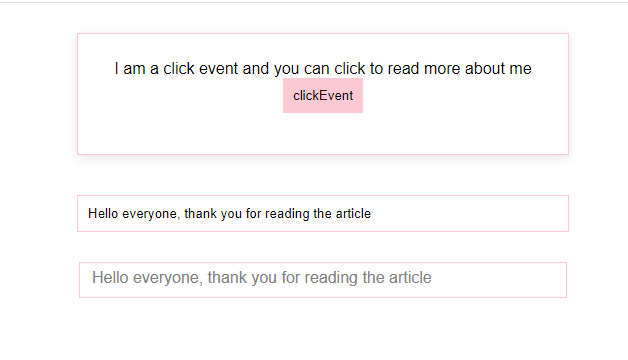 I am a click event and you can click to read more about me
clickEvent
Hello everyone, thank you for reading the article
Hello everyone, thank you for reading the article